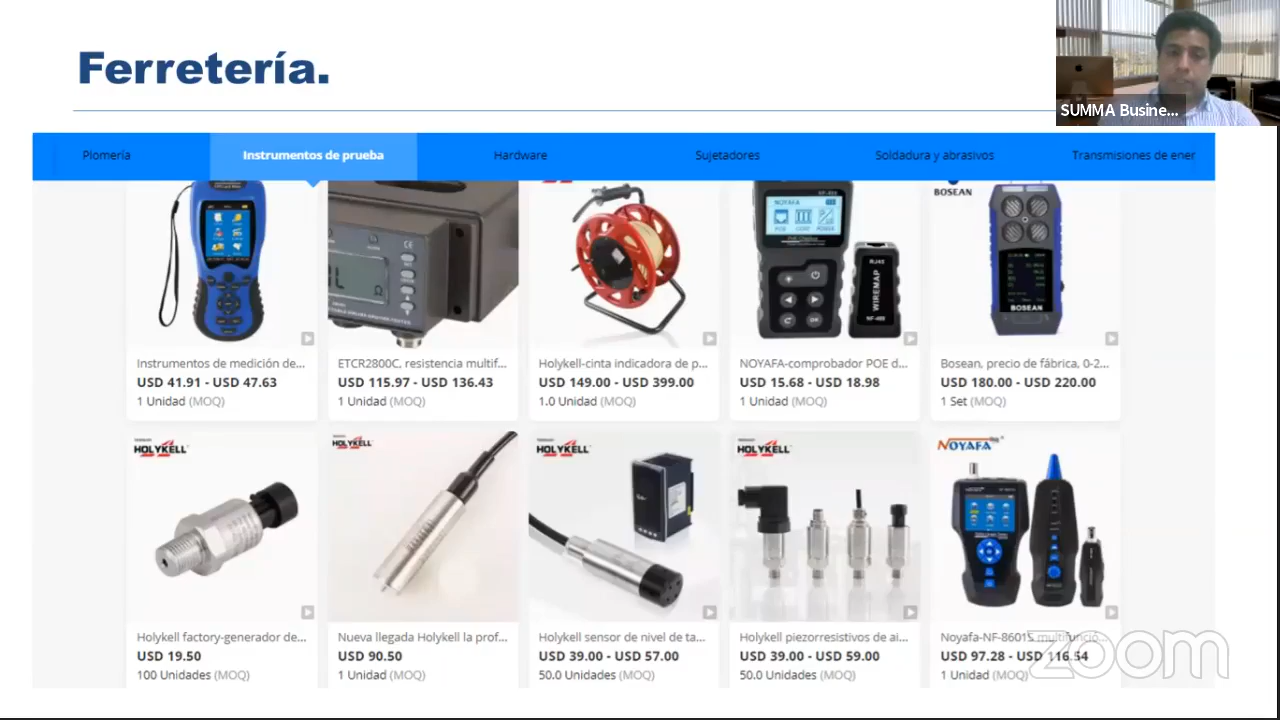 Ferretería.
SUMMA Busine...
Plomería
Instrumentos de prueba
Hardware
Sujetadores
Soldadura y abrasivos
Transmisiones de ener
Instrumentos de medición de...
USD 41.91 - USD 47.63
1 Unidad (MOQ)
ETCR2800C, resistencia multif...
USD 115.97 - USD 136.43
1 Unidad (MOQ)
Holykell-cinta indicadora de p...
USD 149.00 - USD 399.00
1.0 Unidad (MOQ)
NOYAFA
RJ45
WIREMAP
NF-488
NOYAFA-comprobador POE d...
USD 15.68 - USD 18.98
1 Unidad (MOQ)
BOSEAN
BOSEAN
Bosean, precio de fábrica, 0-2...
USD 180.00 - USD 220.00
1 Set (MOQ)
HOLYKELL
Holykell factory-generador de...
USD 19.50
100 Unidades (MOQ)
HOLYKELL
Nueva llegada Holykell la prof...
USD 90.50
1 Unidad (MOQ)
HOLYKELL
Holykell sensor de nivel de ta...
USD 39.00 - USD 57.00
50.0 Unidades (MOQ)
HOLYKELL
Holykell piezorresistivos de ai...
USD 39.00 - USD 59.00
50.0 Unidades (MOQ)
NOYAFA
Noyafa-NF-8601S multifunció...
USD 97.28 - USD 116.54
1 Unidad (MOQ)
zoom